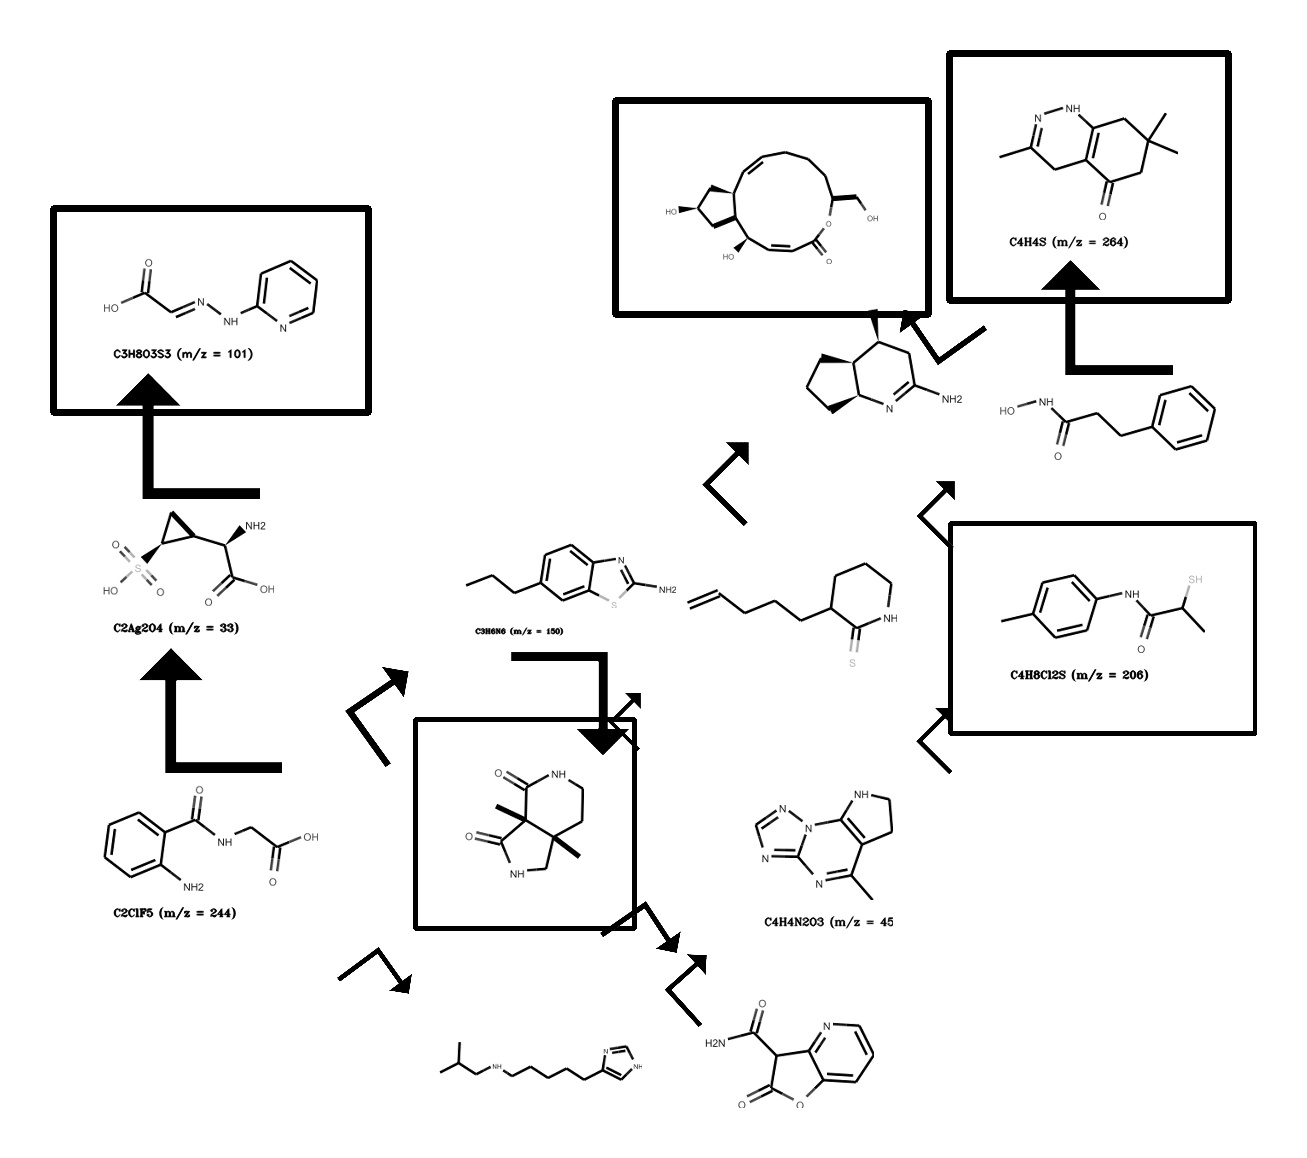 N
NH
O
C4H4S (m/z = 264)
HO
HO
O
O
OH
O
HO
N
NH
N
C3H8O3S3 (m/z = 101)
N
NH2
HO
NH
O
O
S
HO
O
NH2
O
OH
C2Ag2O4 (m/z = 33)
N
S
NH2
C3H6N6 (m/z = 150)
NH
S
NH
SH
O
C4H8Cl2S (m/z = 206)
O
NH
O
NH
O
NH
OH
NH2
O
C2ClF5 (m/z = 244)
NH
N
N
N
N
C4H4N2O3 (m/z = 45
NH
N
NH
O
H2N
N
O
O